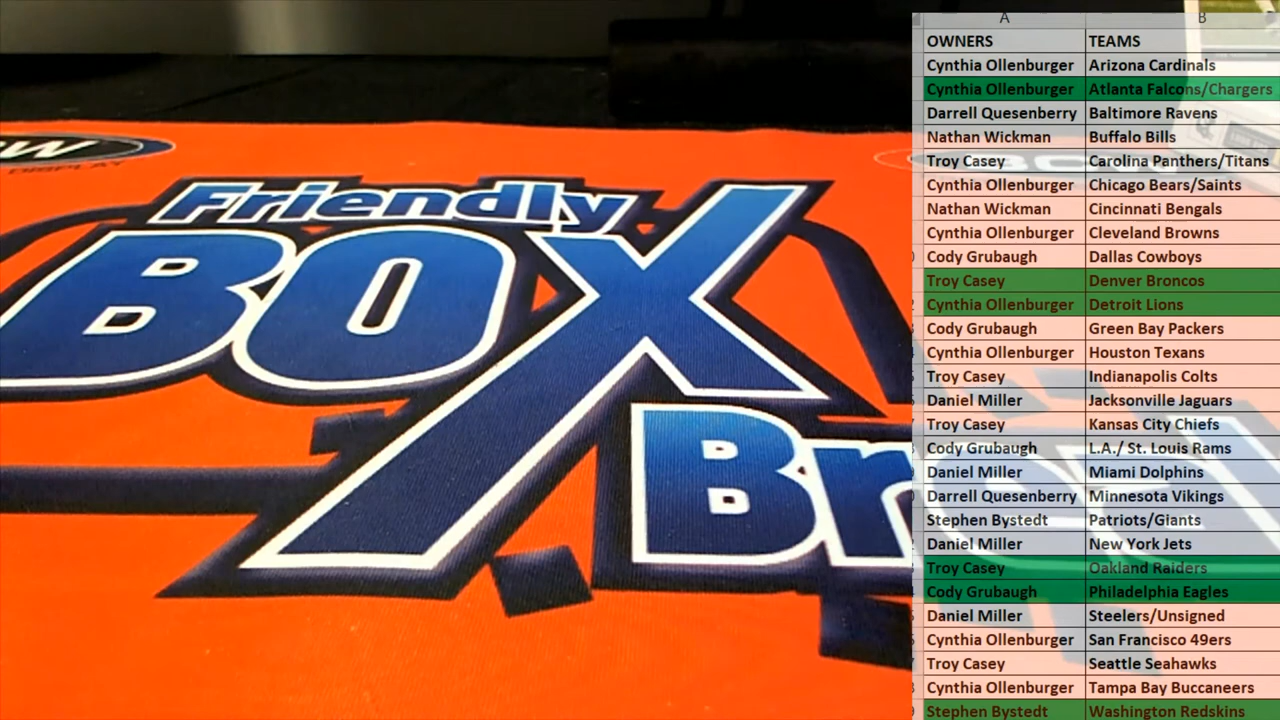 W
DISPLAY
Friendly
BOX
Br
A B
OWNERS TEAMS
Cynthia Ollenburger Arizona Cardinals
Cynthia Ollenburger Atlanta Falcons/Chargers
Darrell Quesenberry Baltimore Ravens
Nathan Wickman Buffalo Bills
Troy Casey Carolina Panthers/Titans
Cynthia Ollenburger Chicago Bears/Saints
Nathan Wickman Cincinnati Bengals
Cynthia Ollenburger Cleveland Browns
Cody Grubaugh Dallas Cowboys
Troy Casey Denver Broncos
Cynthia Ollenburger Detroit Lions
Cody Grubaugh Green Bay Packers
Cynthia Ollenburger Houston Texans
Troy Casey Indianapolis Colts
Daniel Miller Jacksonville Jaguars
Troy Casey Kansas City Chiefs
Cody Grubaugh L.A./ St. Louis Rams
Daniel Miller Miami Dolphins
Darrell Quesenberry Minnesota Vikings
Stephen Bystedt Patriots/Giants
Daniel Miller New York Jets
Troy Casey Oakland Raiders
Cody Grubaugh Philadelphia Eagles
Daniel Miller Steelers/Unsigned
Cynthia Ollenburger San Francisco 49ers
Troy Casey Seattle Seahawks
Cynthia Ollenburger Tampa Bay Buccaneers
Stephen Bystedt Washington Redskins